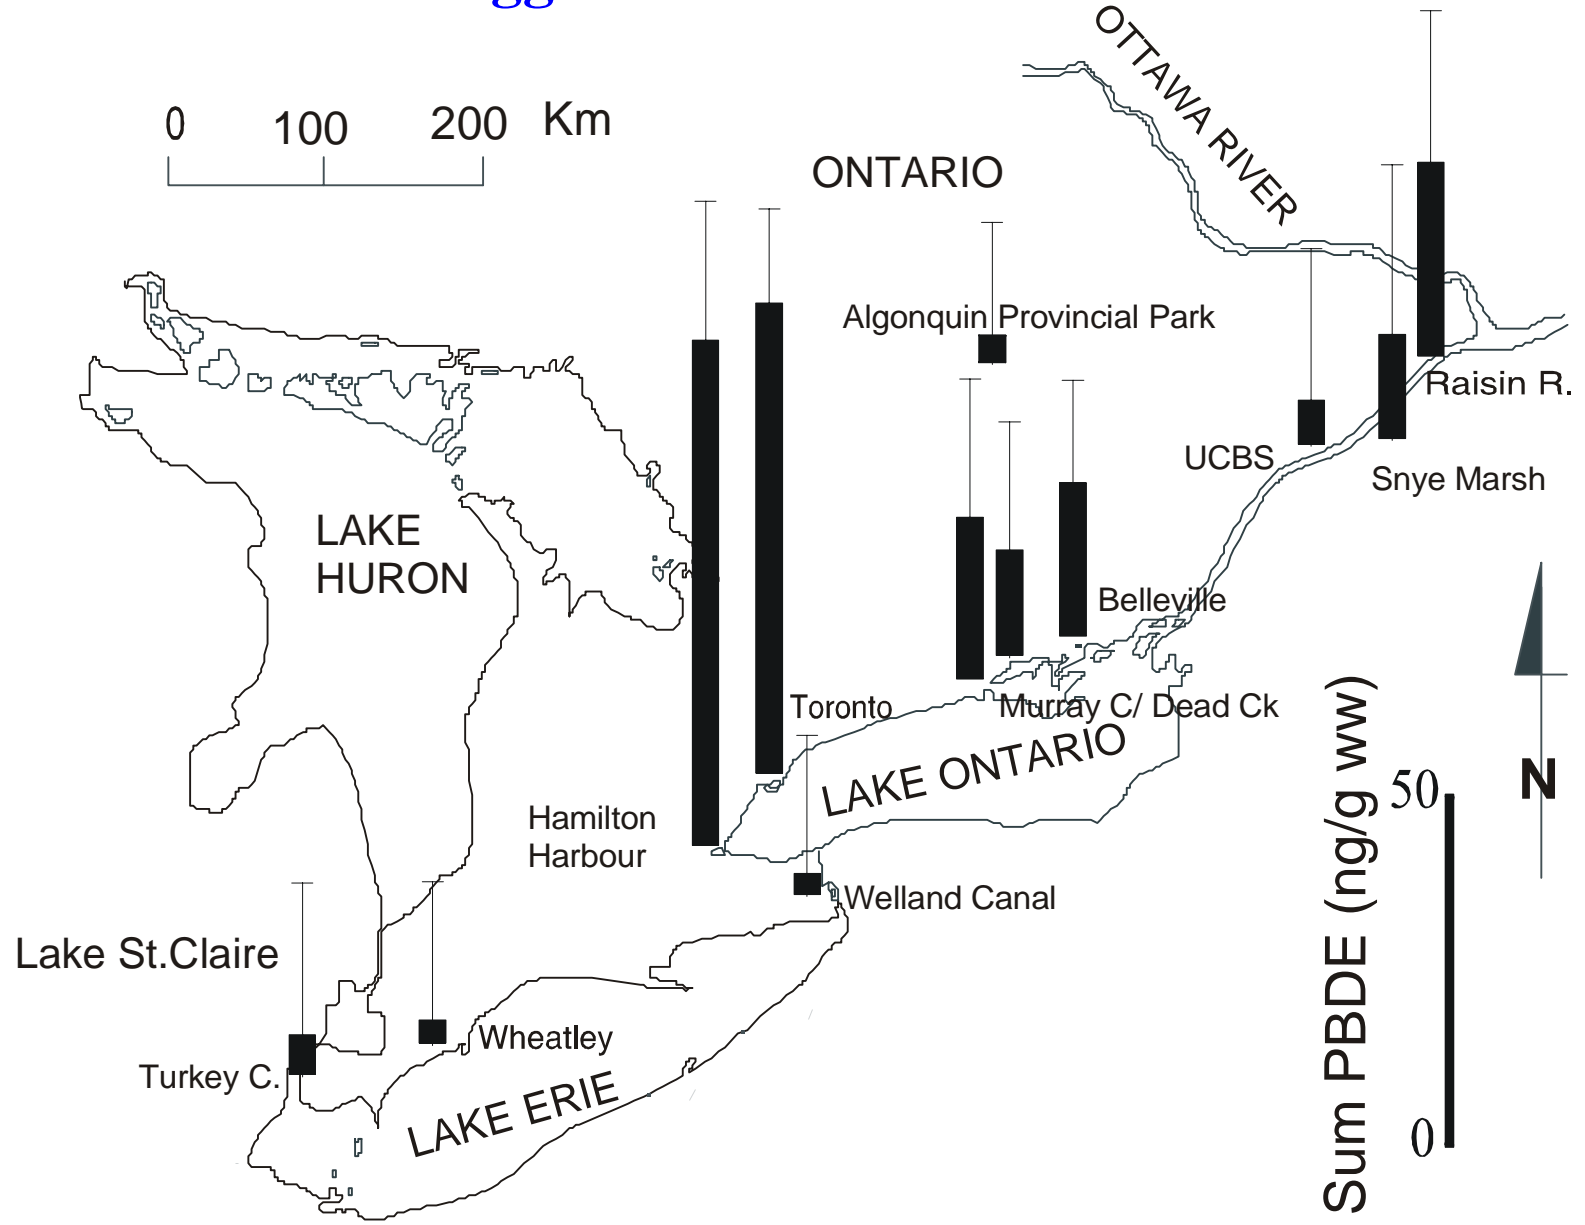 OTTAWA RIVER
0 100 200 Km
ONTARIO
Algonquin Provincial Park
Raisin R.
UCBS
Snye Marsh
LAKE
HURON
Belleville
Toronto
Murray C/ Dead Ck
LAKE ONTARIO
N
50
Hamilton
Harbour
Welland Canal
Lake St.Claire
Wheatley
Turkey C.
LAKE ERIE
Sum PBDE (ng/g ww)
0